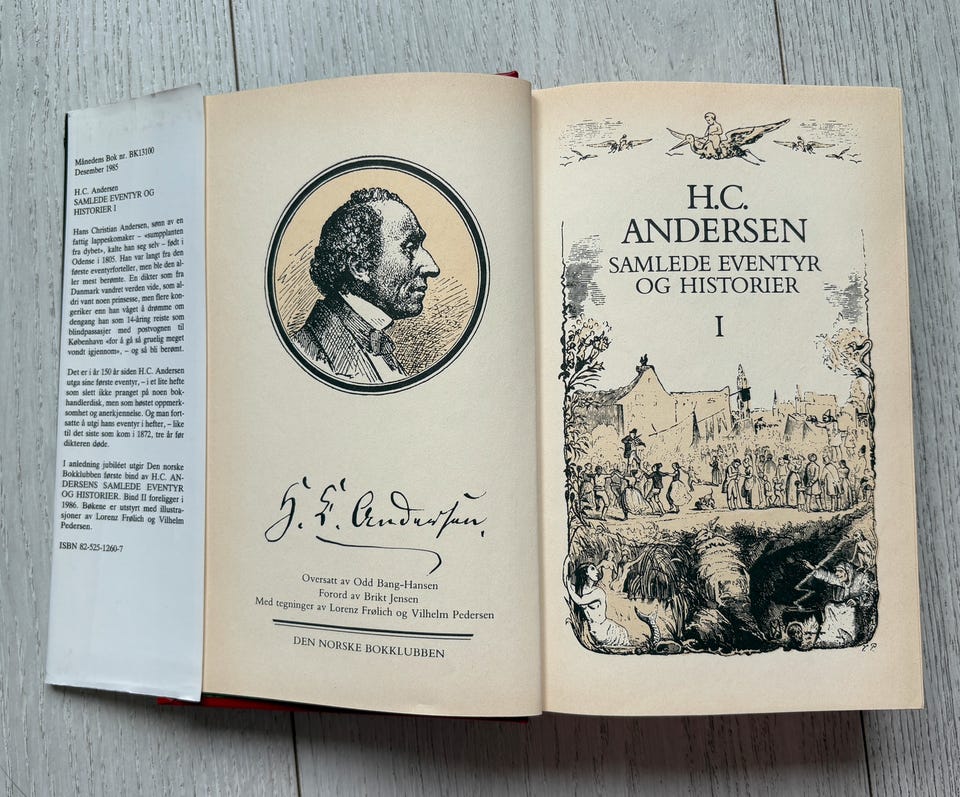 Månedens Bok nr. BK13100
Desember 1985
H.C. Andersen
SAMLEDE EVENTYR OG
HISTORIER I
Hans Christian Andersen, sønn av en
fattig lappeskomaker – «sumpplanten
fra dybet», kalte han seg selv – født i
Odense i 1805. Han var langt fra den
første eventyrforteller, men ble den al-
ler mest berømte. En dikter som fra
Danmark vandret verden vide, som al-
dri vant noen prinsesse, men flere kon-
geriker enn han våget å drømme om
dengang han som 14-åring reiste som
blindpassasjer med postvognen til
København «for å gå så gruelig meget
vondt igjennom», – og så bli berømt.
Det er i år 150 år siden H.C. Andersen
utga sine første eventyr, – i et lite hefte
som slett ikke pranget på noen bok-
handlerdisk, men som høstet oppmerk-
somhet og anerkjennelse. Og man fort-
satte å utgi hans eventyr i hefter, – like
til det siste som kom i 1872, tre år før
dikteren døde.
I anledning jubiléet utgir Den norske
Bokklubben første bind av H.C. AN-
DERSENS SAMLEDE EVENTYR
OG HISTORIER. Bind II foreligger i
1986. Bøkene er utstyrt med illustra-
sjoner av Lorenz Frølich og Vilhelm
Pedersen.
ISBN 82-525-1260-7
H. C. Andersen.
Oversatt av Odd Bang-Hansen
Forord av Brikt Jensen
Med tegninger av Lorenz Frølich og Vilhelm Pedersen
DEN NORSKE BOKKLUBBEN
H.C.
ANDERSEN
SAMLEDE EVENTYR
OG HISTORIER
I